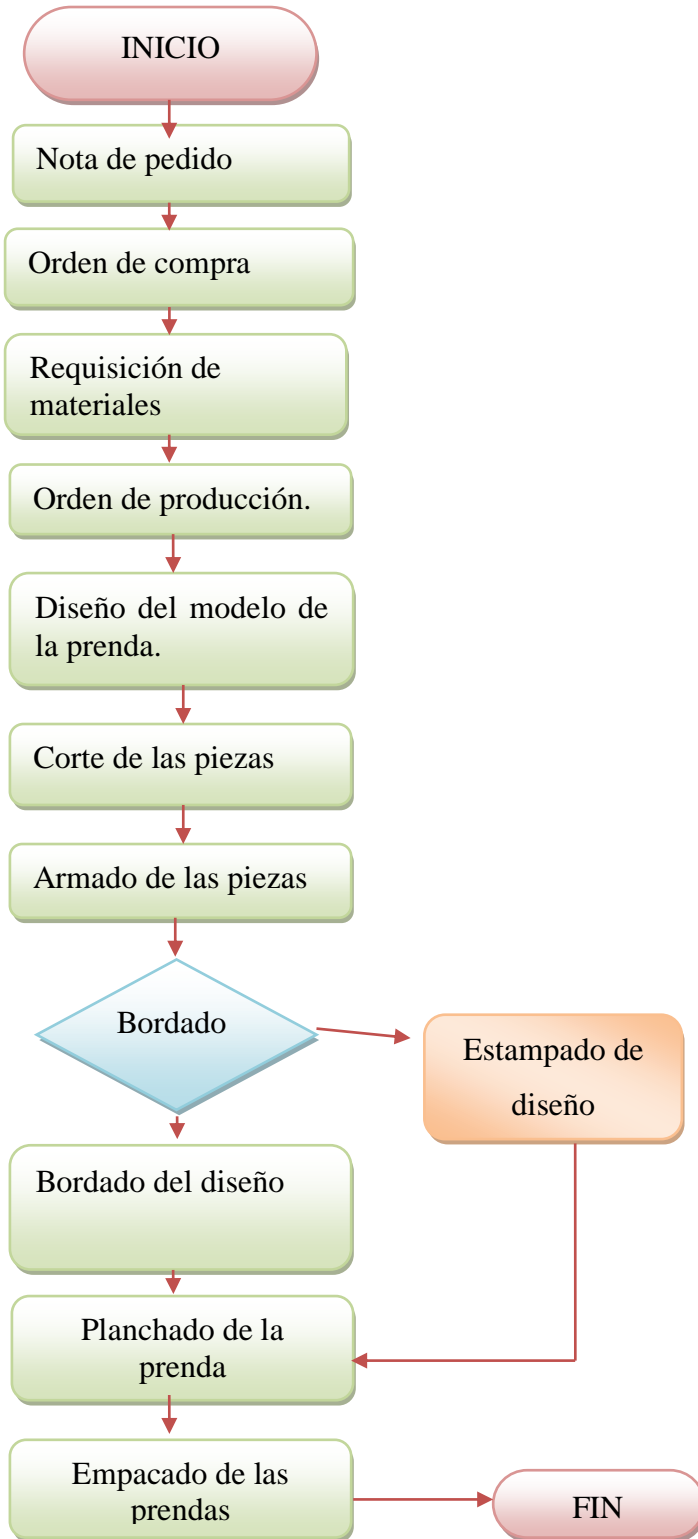 INICIO
Nota de pedido
Orden de compra
Requisición de
materiales
Orden de producción.
Diseño del modelo de
la prenda.
Corte de las piezas
Armado de las piezas
Bordado
Estampado de
diseño
Bordado del diseño
Planchado de la
prenda
Empacado de las
prendas
FIN